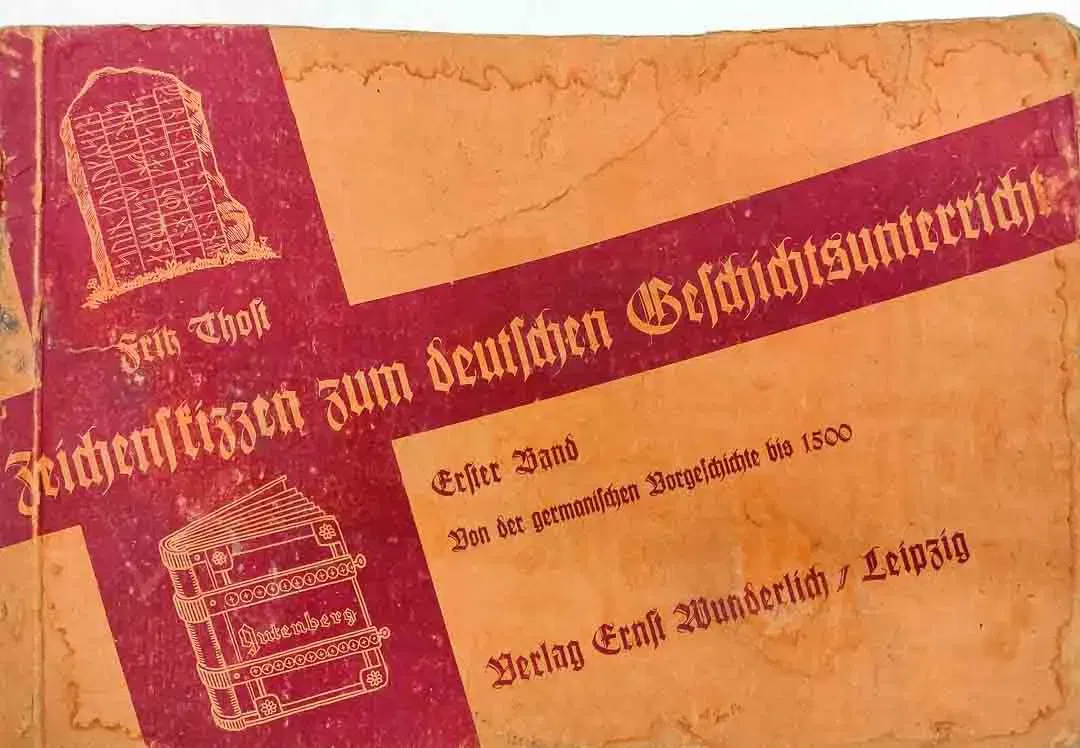 Fritz Thost
Zeichenskizzen zum deutschen Geschichtsunterricht
Erster Band
Von der germanischen Vorgeschichte bis 1500
Gutenberg
Verlag Ernst Wunderlich / Leipzig